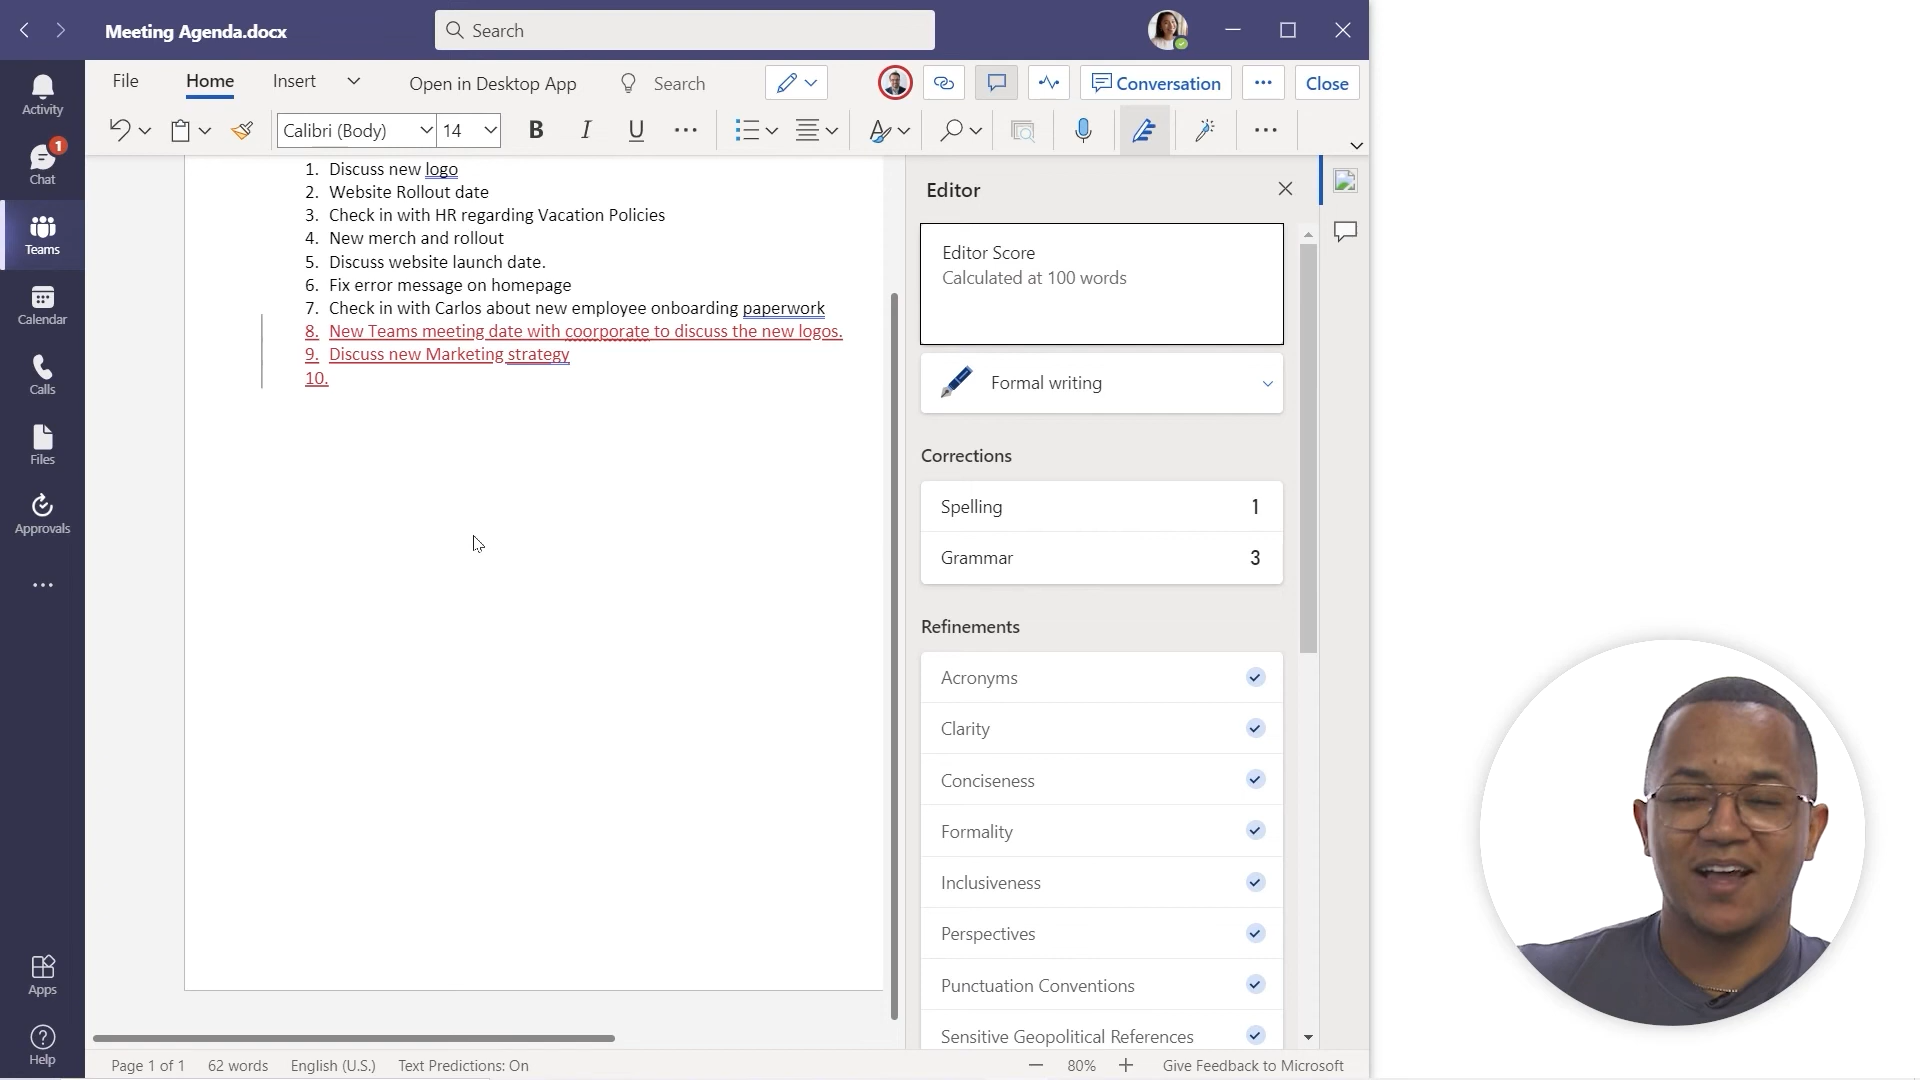 Meeting Agenda.docx
Search
File
Home
Insert
Open in Desktop App
Search
Conversation
Close
Calibri (Body)
14
B
I
U
Activity
1
Chat
Teams
Calendar
Calls
Files
Approvals
Apps
Help
1. Discuss new logo
2. Website Rollout date
3. Check in with HR regarding Vacation Policies
4. New merch and rollout
5. Discuss website launch date.
6. Fix error message on homepage
7. Check in with Carlos about new employee onboarding paperwork
8. New Teams meeting date with coorporate to discuss the new logos.
9. Discuss new Marketing strategy
10.
Editor
Editor Score
Calculated at 100 words
Formal writing
Corrections
Spelling 1
Grammar 3
Refinements
Acronyms
Clarity
Conciseness
Formality
Inclusiveness
Perspectives
Punctuation Conventions
Sensitive Geopolitical References
Page 1 of 1
62 words
English (U.S.)
Text Predictions: On
80%
Give Feedback to Microsoft